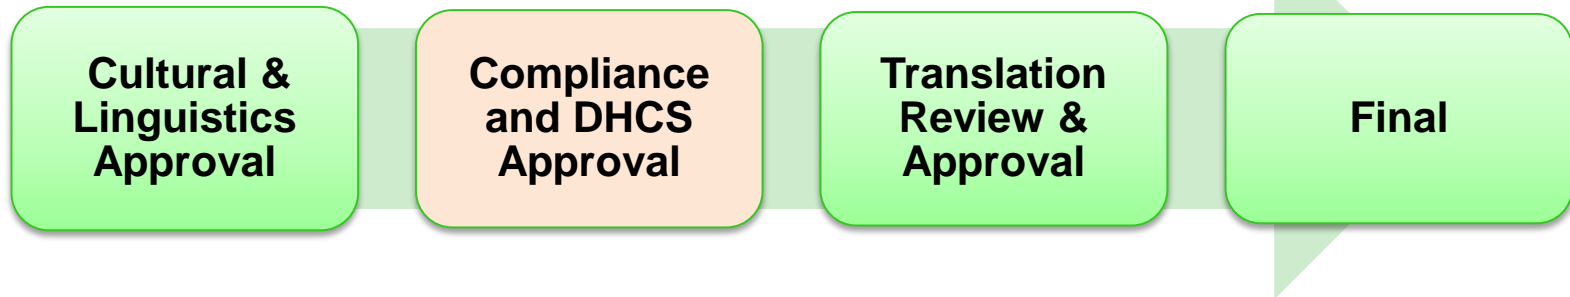 Cultural &
Linguistics
Approval
Compliance
and DHCS
Approval
Translation
Review &
Approval
Final